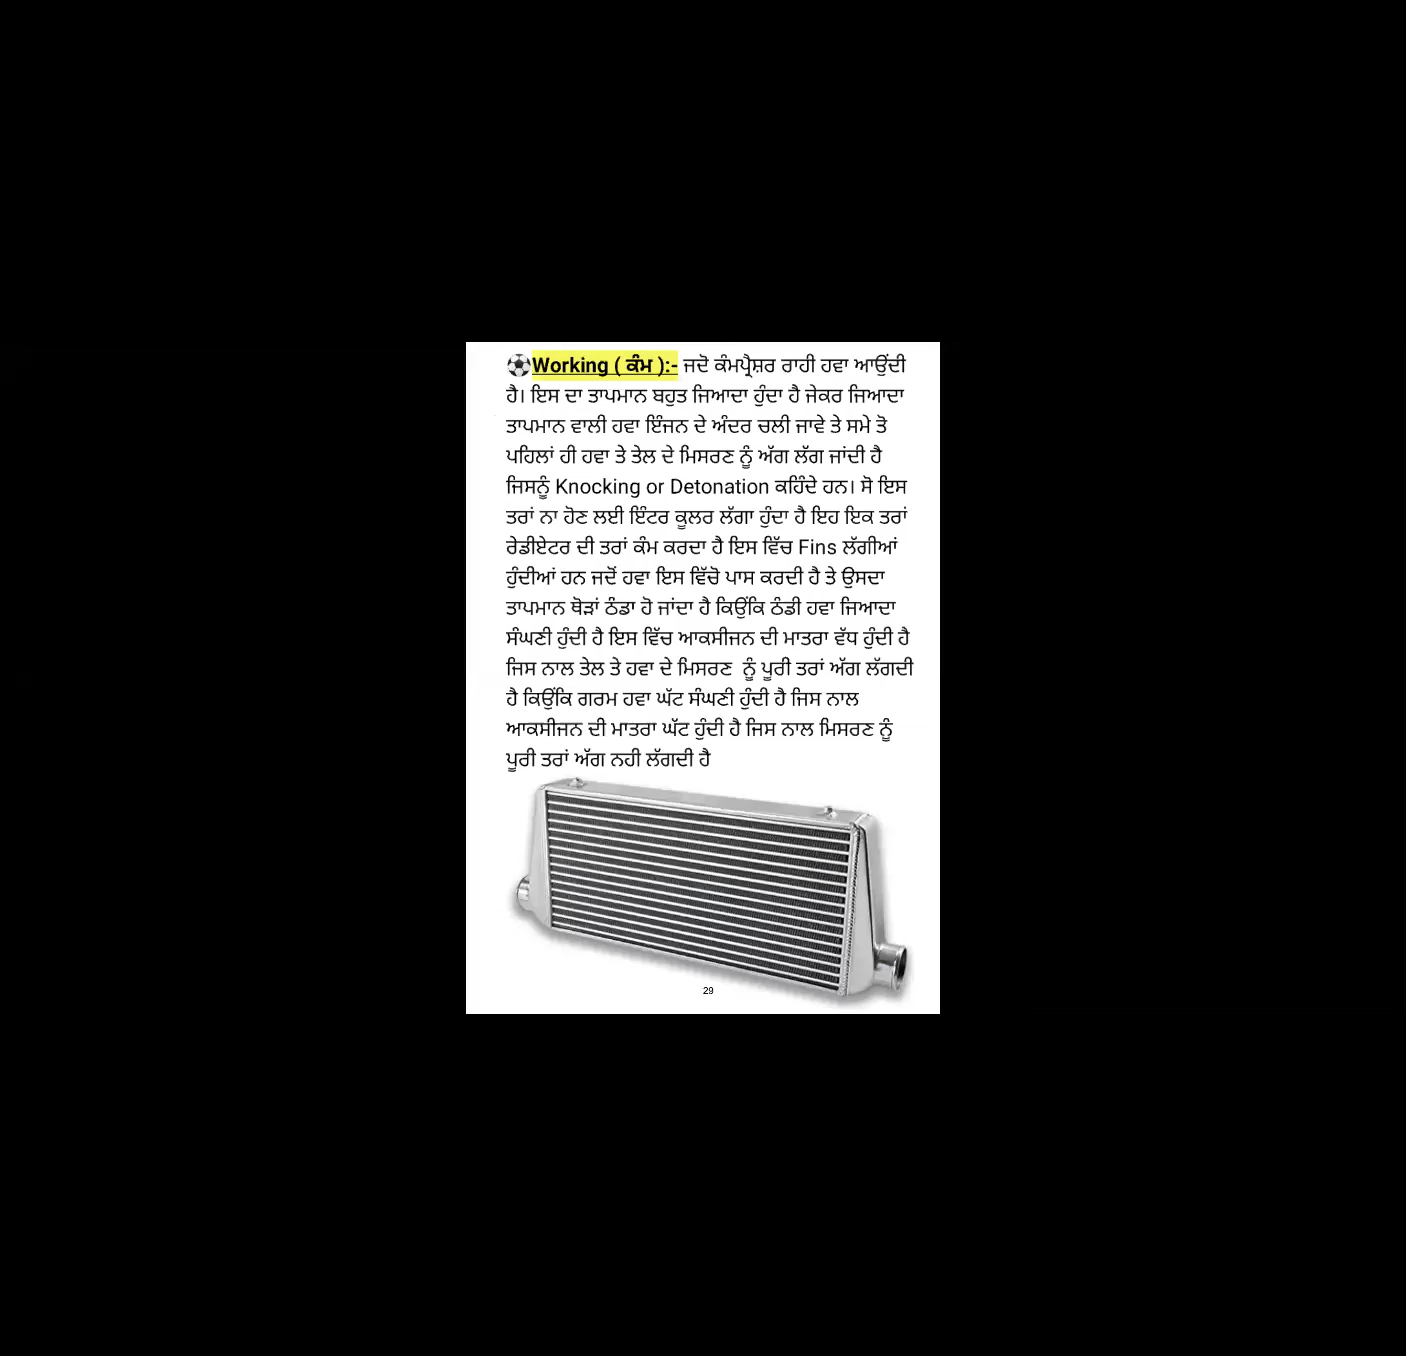 ⚽Working ( ਕੰਮ ):- ਜਦੋ ਕੰਮਪ੍ਰੈਸ਼ਰ ਰਾਹੀ ਹਵਾ ਆਉਂਦੀ
ਹੈ। ਇਸ ਦਾ ਤਾਪਮਾਨ ਬਹੁਤ ਜਿਆਦਾ ਹੁੰਦਾ ਹੈ ਜੇਕਰ ਜਿਆਦਾ
ਤਾਪਮਾਨ ਵਾਲੀ ਹਵਾ ਇੰਜਨ ਦੇ ਅੰਦਰ ਚਲੀ ਜਾਵੇ ਤੇ ਸਮੇ ਤੋ
ਪਹਿਲਾਂ ਹੀ ਹਵਾ ਤੇ ਤੇਲ ਦੇ ਮਿਸਰਣ ਨੂੰ ਅੱਗ ਲੱਗ ਜਾਂਦੀ ਹੈ
ਜਿਸਨੂੰ Knocking or Detonation ਕਹਿੰਦੇ ਹਨ। ਸੋ ਇਸ
ਤਰਾਂ ਨਾ ਹੋਣ ਲਈ ਇੰਟਰ ਕੂਲਰ ਲੱਗਾ ਹੁੰਦਾ ਹੈ ਇਹ ਇਕ ਤਰਾਂ
ਰੇਡੀਏਟਰ ਦੀ ਤਰਾਂ ਕੰਮ ਕਰਦਾ ਹੈ ਇਸ ਵਿੱਚ Fins ਲੱਗੀਆਂ
ਹੁੰਦੀਆਂ ਹਨ ਜਦੋਂ ਹਵਾ ਇਸ ਵਿੱਚੋ ਪਾਸ ਕਰਦੀ ਹੈ ਤੇ ਉਸਦਾ
ਤਾਪਮਾਨ ਥੋੜਾਂ ਠੰਡਾ ਹੋ ਜਾਂਦਾ ਹੈ ਕਿਉਂਕਿ ਠੰਡੀ ਹਵਾ ਜਿਆਦਾ
ਸੰਘਣੀ ਹੁੰਦੀ ਹੈ ਇਸ ਵਿੱਚ ਆਕਸੀਜਨ ਦੀ ਮਾਤਰਾ ਵੱਧ ਹੁੰਦੀ ਹੈ
ਜਿਸ ਨਾਲ ਤੇਲ ਤੇ ਹਵਾ ਦੇ ਮਿਸਰਣ ਨੂੰ ਪੂਰੀ ਤਰਾਂ ਅੱਗ ਲੱਗਦੀ
ਹੈ ਕਿਉਂਕਿ ਗਰਮ ਹਵਾ ਘੱਟ ਸੰਘਣੀ ਹੁੰਦੀ ਹੈ ਜਿਸ ਨਾਲ
ਆਕਸੀਜਨ ਦੀ ਮਾਤਰਾ ਘੱਟ ਹੁੰਦੀ ਹੈ ਜਿਸ ਨਾਲ ਮਿਸਰਣ ਨੂੰ
ਪੂਰੀ ਤਰਾਂ ਅੱਗ ਨਹੀ ਲੱਗਦੀ ਹੈ
29